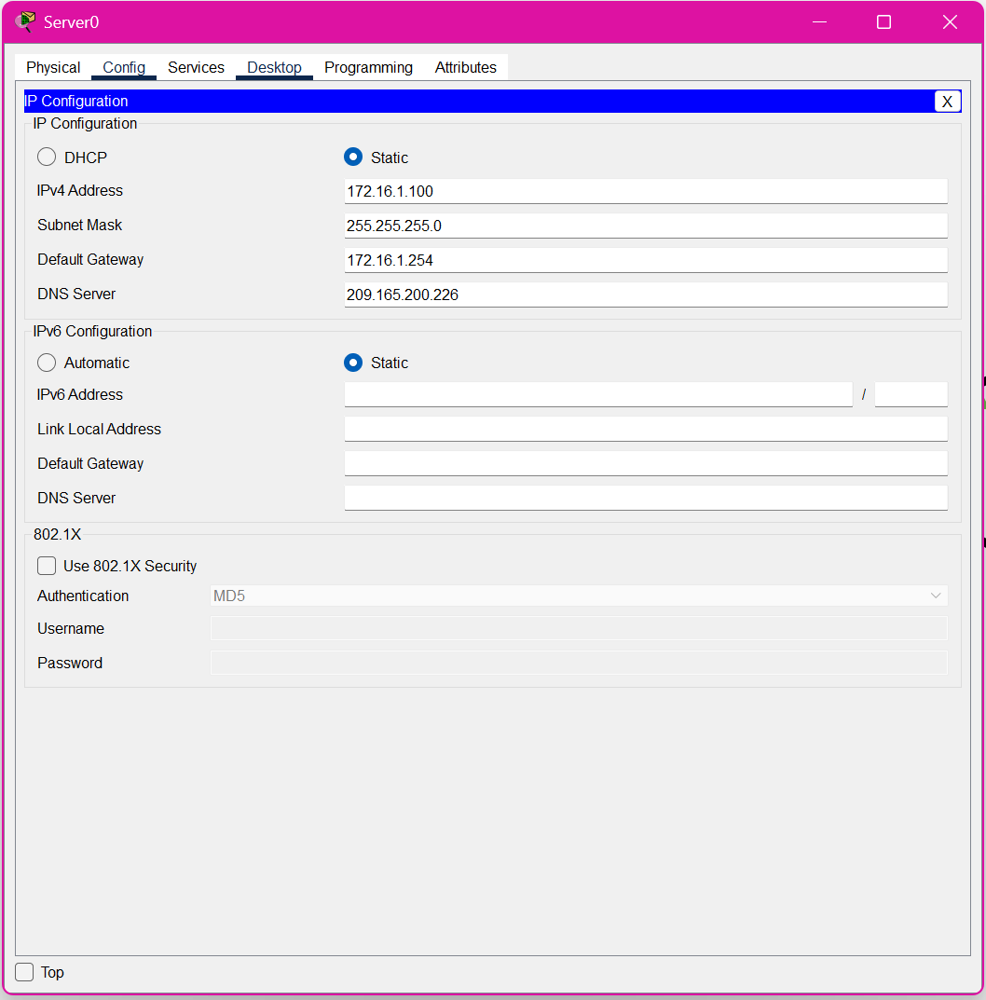 Server0
Physical Config Services Desktop Programming Attributes
IP Configuration X
IP Configuration
DHCP Static
IPv4 Address 172.16.1.100
Subnet Mask 255.255.255.0
Default Gateway 172.16.1.254
DNS Server 209.165.200.226
IPv6 Configuration
Automatic Static
IPv6 Address /
Link Local Address
Default Gateway
DNS Server
802.1X
Use 802.1X Security
Authentication MD5
Username
Password
Top